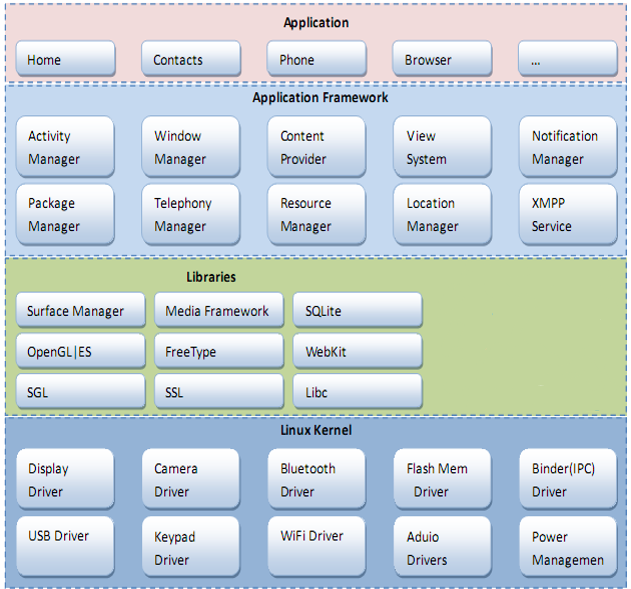 Application
Home
Contacts
Phone
Browser
...
Application Framework
Activity
Manager
Window
Manager
Content
Provider
View
System
Notification
Manager
Package
Manager
Telephony
Manager
Resource
Manager
Location
Manager
XMPP
Service
Libraries
Surface Manager
Media Framework
SQLite
OpenGL|ES
FreeType
WebKit
SGL
SSL
Libc
Linux Kernel
Display
Driver
Camera
Driver
Bluetooth
Driver
Flash Mem
Driver
Binder(IPC)
Driver
USB Driver
Keypad
Driver
WiFi Driver
Aduio
Drivers
Power
Managemen